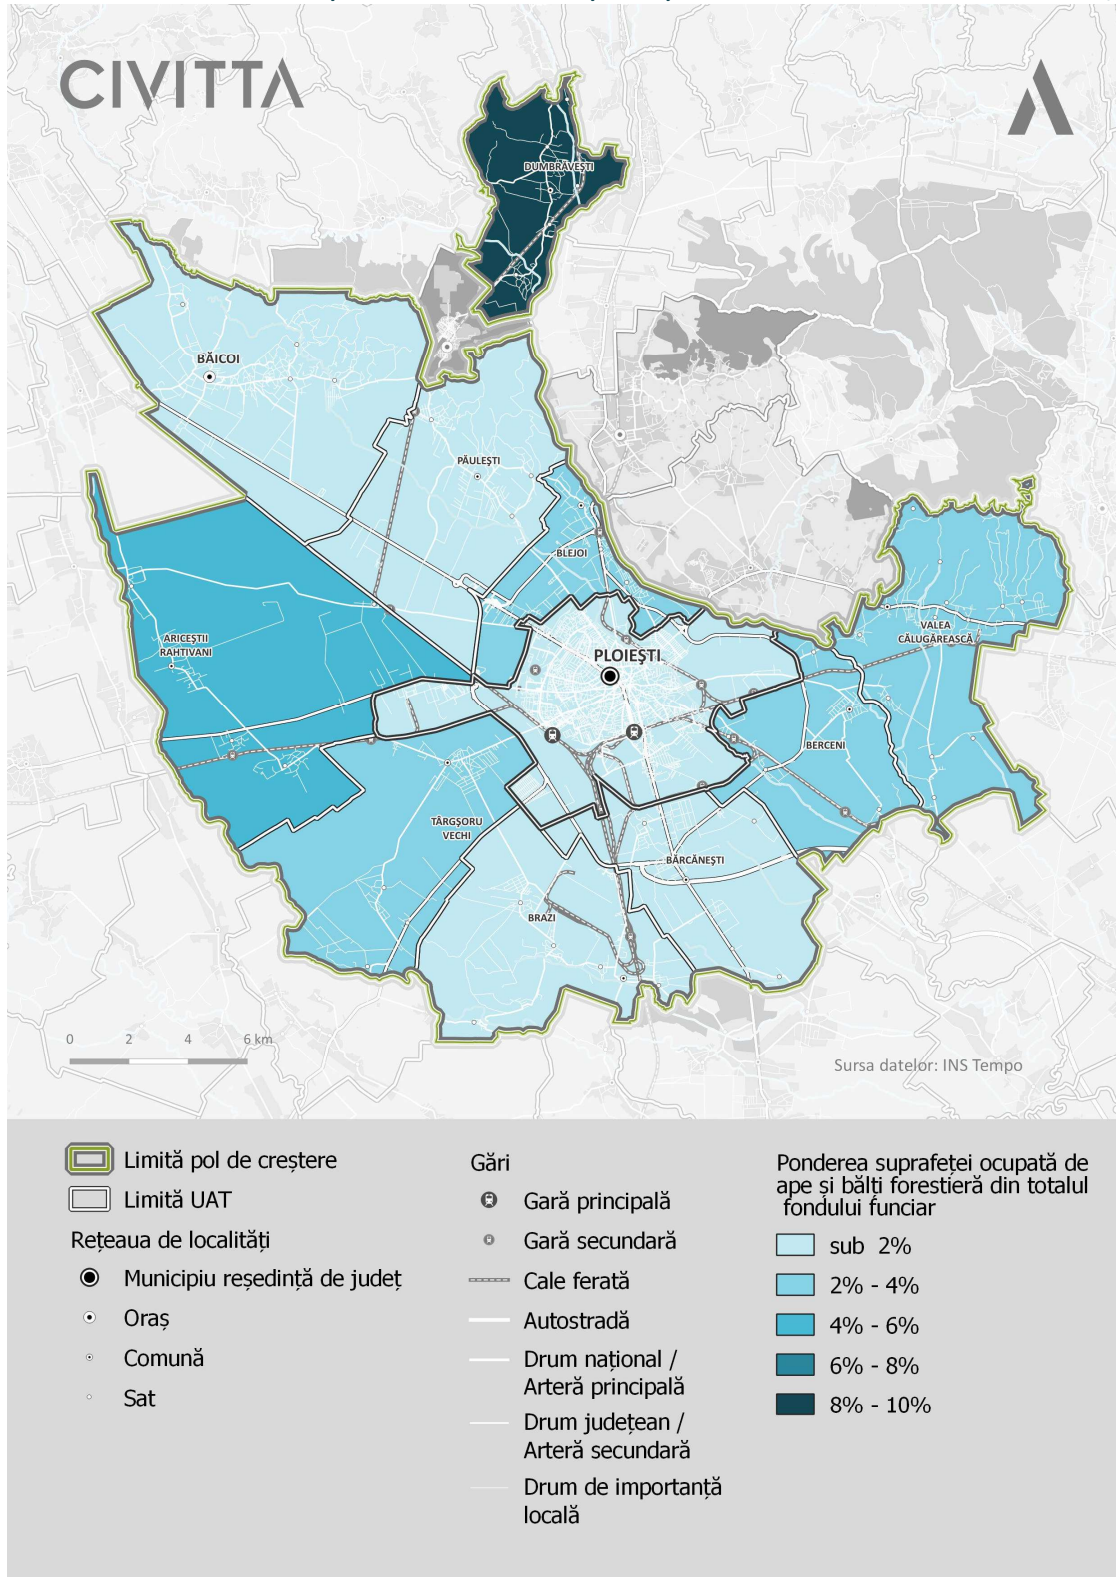 CIVITTA
DUMBRĂVEȘTI
BĂICOI
PĂULEȘTI
BLEJOI
VALEA
CĂLUGĂREASCĂ
ARICEȘTII
RAHTIVANI
PLOIEȘTI
BERCENI
TÂRGȘORU
VECHI
BĂRCĂNEȘTI
BRAZI
0 2 4 6 km
Sursa datelor: INS Tempo
Limită pol de creștere
Limită UAT
Rețeaua de localități
Municipiu reședință de județ
Oraș
Comună
Sat
Gări
Gară principală
Gară secundară
Cale ferată
Autostradă
Drum național /
Arteră principală
Drum județean /
Arteră secundară
Drum de importanță
locală
Ponderea suprafeței ocupată de
ape și bălți forestieră din totalul
fondului funciar
sub 2%
2% - 4%
4% - 6%
6% - 8%
8% - 10%